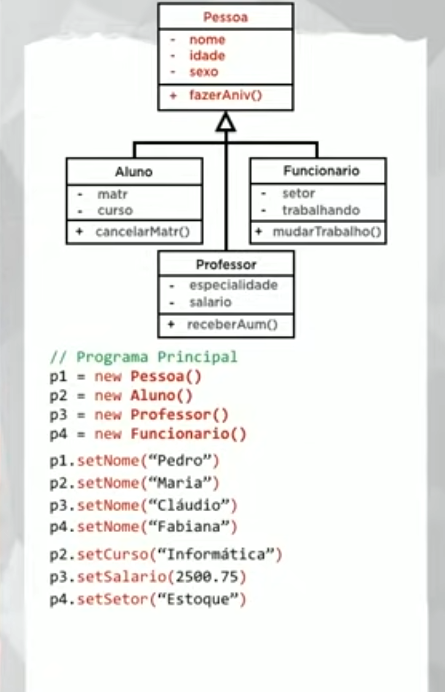 Pessoa
- nome
- idade
- sexo
+ fazerAniv()
Aluno
- matr
- curso
+ cancelarMatr()
Funcionario
- setor
- trabalhando
+ mudarTrabalho()
Professor
- especialidade
- salario
+ receberAum()
// Programa Principal
p1 = new Pessoa()
p2 = new Aluno()
p3 = new Professor()
p4 = new Funcionario()
p1.setNome(“Pedro”)
p2.setNome(“Maria”)
p3.setNome(“Cláudio”)
p4.setNome(“Fabiana”)
p2.setCurso(“Informática”)
p3.setSalario(2500.75)
p4.setSetor(“Estoque”)